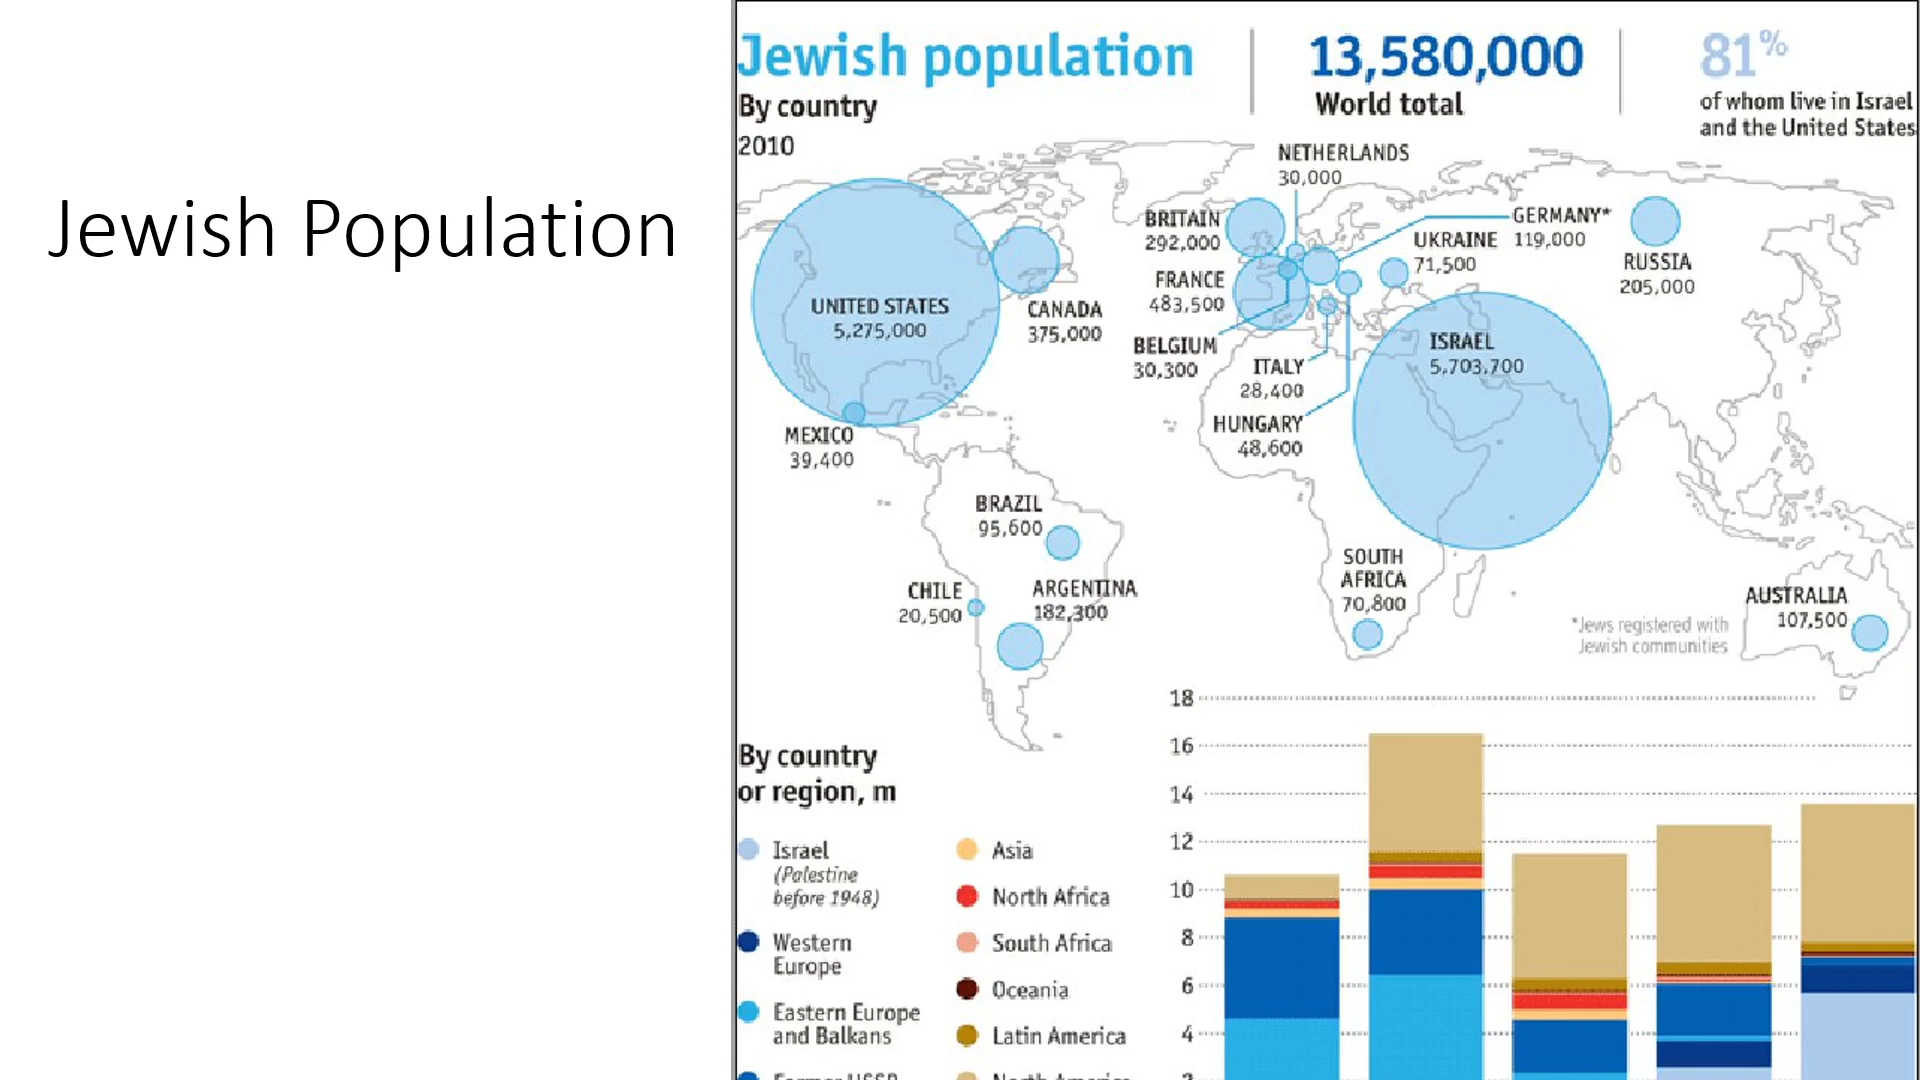 Jewish Population
Jewish population
By country
2010
13,580,000
World total
81%
of whom live in Israel
and the United States
NETHERLANDS
30,000
BRITAIN
292,000
GERMANY*
119,000
UKRAINE
71,500
RUSSIA
205,000
FRANCE
483,500
UNITED STATES
5,275,000
CANADA
375,000
BELGIUM
30,300
ISRAEL
5,703,700
ITALY
28,400
HUNGARY
48,600
MEXICO
39,400
BRAZIL
95,600
SOUTH
AFRICA
70,800
CHILE
20,500
ARGENTINA
182,300
AUSTRALIA
107,500
*Jews registered with
Jewish communities
By country
or region, m
Israel
(Palestine
before 1948)
Western
Europe
Eastern Europe
and Balkans
Former USSR
Asia
North Africa
South Africa
Oceania
Latin America
North America
18
16
14
12
10
8
6
4
2